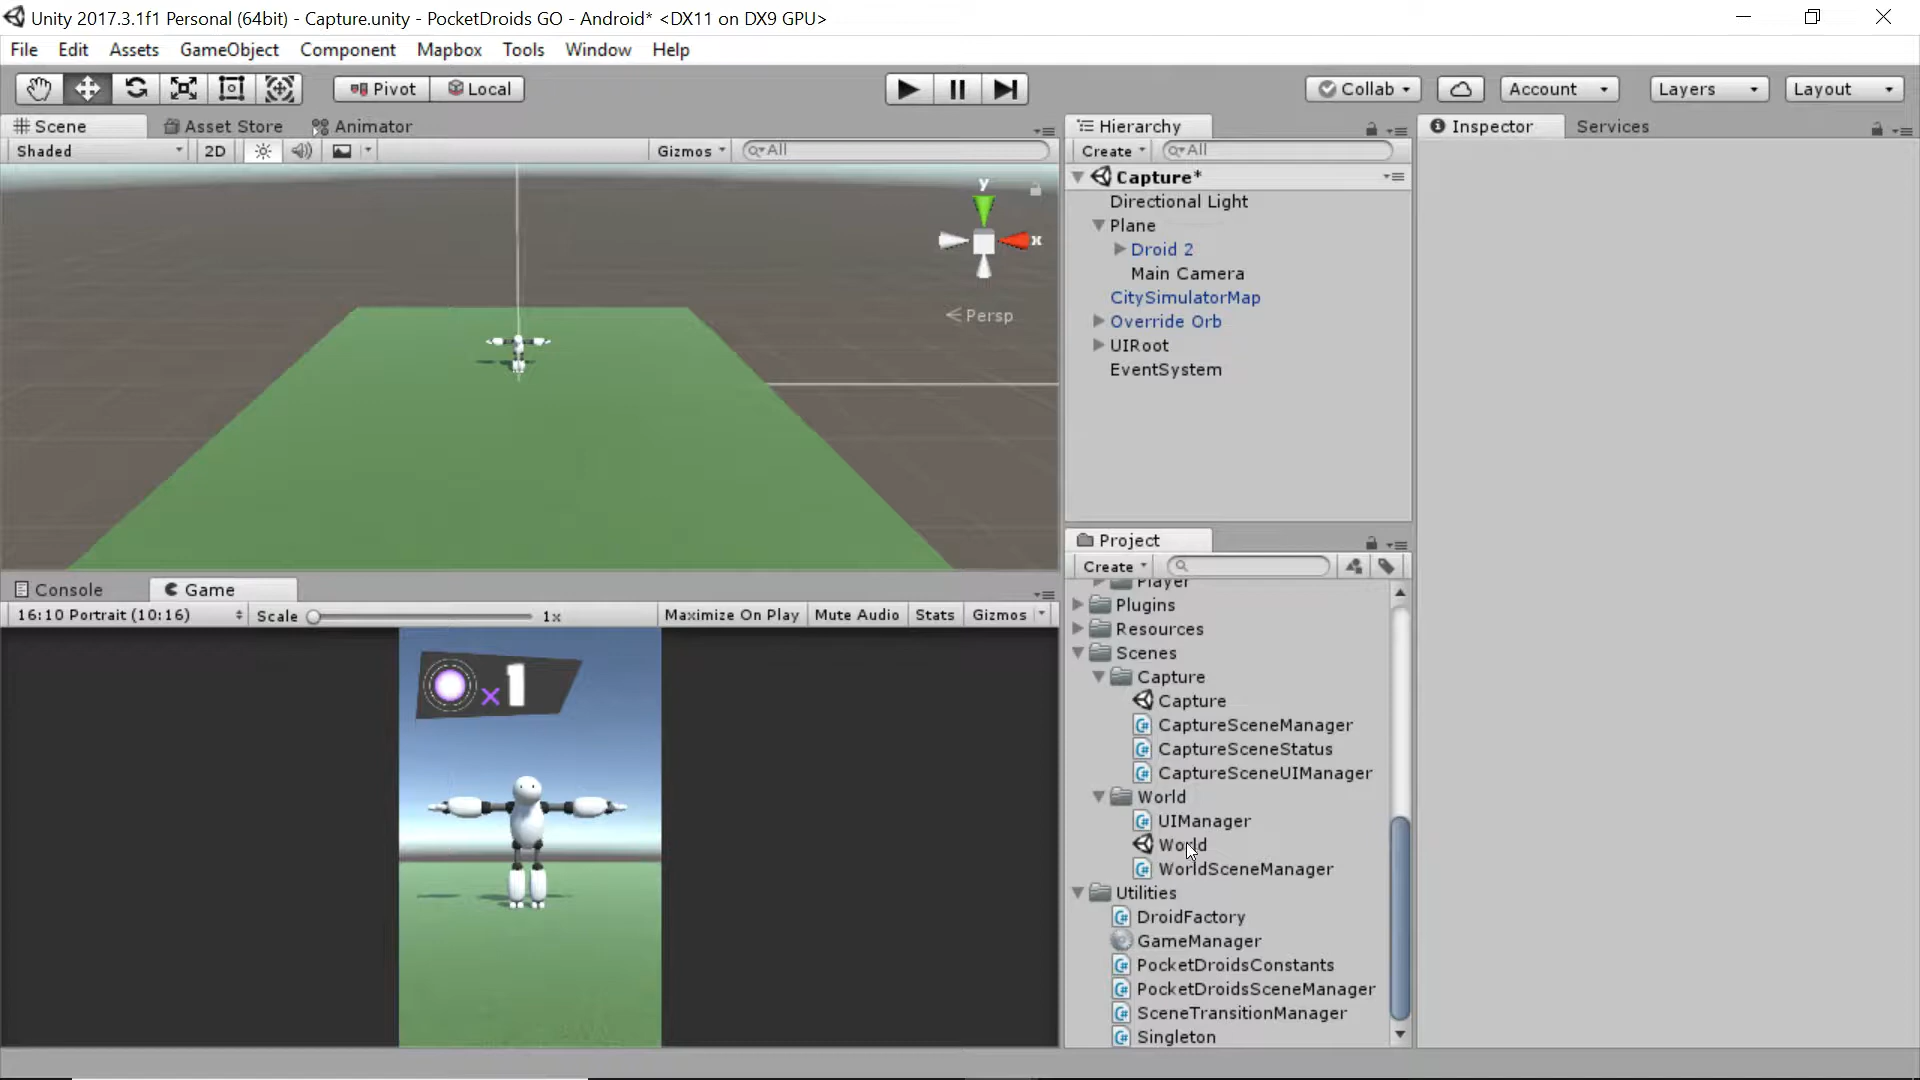 Unity 2017.3.1f1 Personal (64bit) - Capture.unity - PocketDroids GO - Android* <DX11 on DX9 GPU>
File Edit Assets GameObject Component Mapbox Tools Window Help
Pivot Local Collab Account Layers Layout
Scene Asset Store Animator
Shaded 2D Gizmos All
y
x
Persp
Console Game
16:10 Portrait (10:16) Scale 1x Maximize On Play Mute Audio Stats Gizmos
x 1
Hierarchy
Create All
Capture*
Directional Light
Plane
Droid 2
Main Camera
CitySimulatorMap
Override Orb
UIRoot
EventSystem
Project
Create
Player
Plugins
Resources
Scenes
Capture
Capture
CaptureSceneManager
CaptureSceneStatus
CaptureSceneUIManager
World
UIManager
World
WorldSceneManager
Utilities
DroidFactory
GameManager
PocketDroidsConstants
PocketDroidsSceneManager
SceneTransitionManager
Singleton
Inspector Services